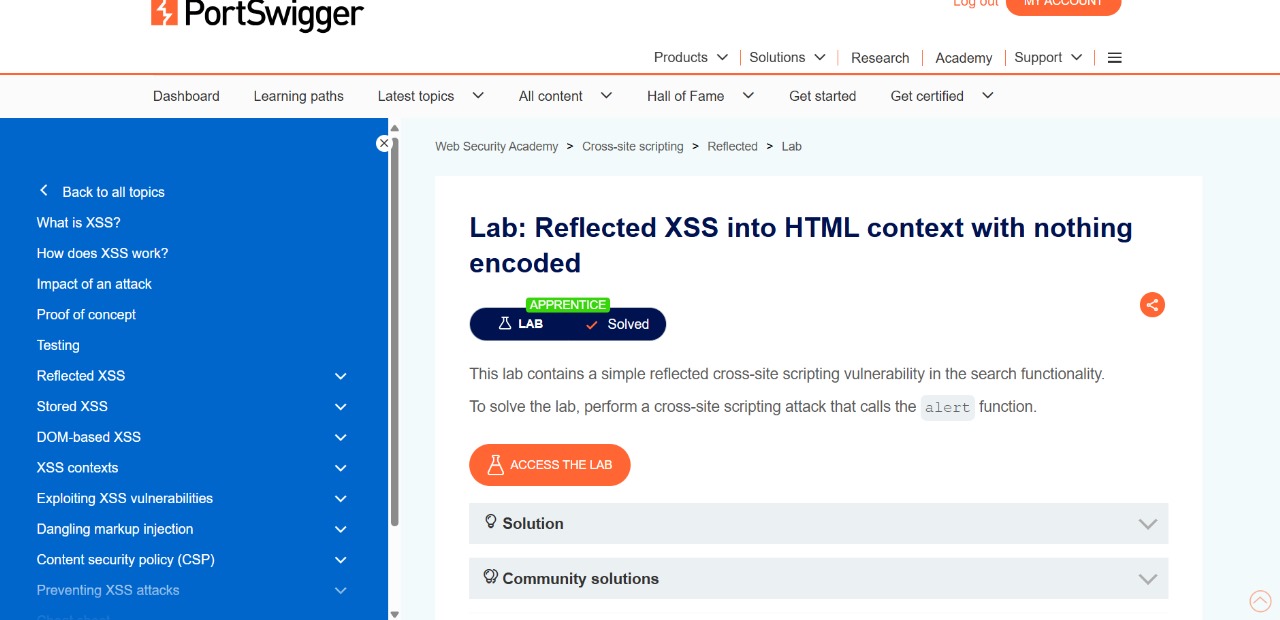 PortSwigger
Log out MY ACCOUNT
Products Solutions Research Academy Support
Dashboard Learning paths Latest topics All content Hall of Fame Get started Get certified
Back to all topics
What is XSS?
How does XSS work?
Impact of an attack
Proof of concept
Testing
Reflected XSS
Stored XSS
DOM-based XSS
XSS contexts
Exploiting XSS vulnerabilities
Dangling markup injection
Content security policy (CSP)
Preventing XSS attacks
Web Security Academy > Cross-site scripting > Reflected > Lab
Lab: Reflected XSS into HTML context with nothing
encoded
APPRENTICE
LAB Solved
This lab contains a simple reflected cross-site scripting vulnerability in the search functionality.
To solve the lab, perform a cross-site scripting attack that calls the alert function.
ACCESS THE LAB
Solution
Community solutions